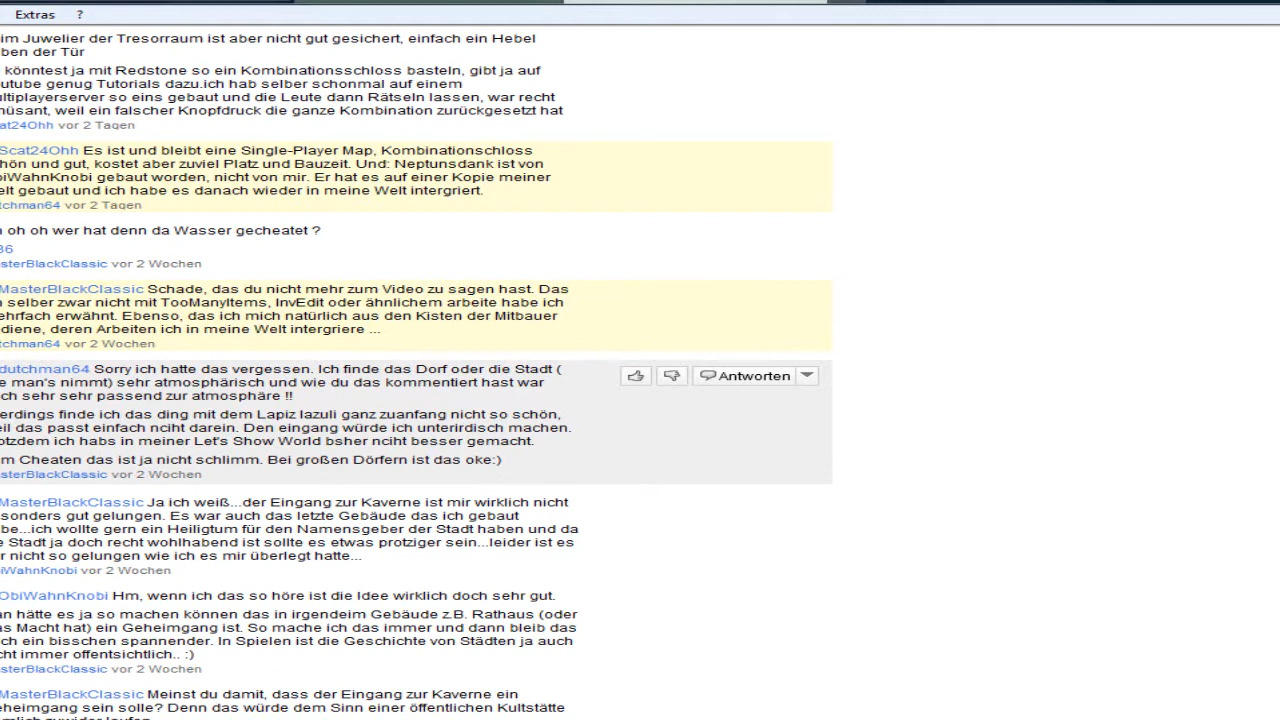 Extras ?
im Juwelier der Tresorraum ist aber nicht gut gesichert, einfach ein Hebel
ben der Tür
könntest ja mit Redstone so ein Kombinationsschloss basteln, gibt ja auf
utube genug Tutorials dazu.ich hab selber schonmal auf einem
ltiplayerserver so eins gebaut und die Leute dann Rätseln lassen, war recht
nüsant, weil ein falscher Knopfdruck die ganze Kombination zurückgesetzt hat
at24Ohh vor 2 Tagen
Scat24Ohh Es ist und bleibt eine Single-Player Map, Kombinationschloss
hön und gut, kostet aber zuviel Platz und Bauzeit. Und: Neptunsdank ist von
biWahnKnobi gebaut worden, nicht von mir. Er hat es auf einer Kopie meiner
elt gebaut und ich habe es danach wieder in meine Welt intergriert.
tchman64 vor 2 Tagen
h oh oh wer hat denn da Wasser gecheatet ?
36
sterBlackClassic vor 2 Wochen
MasterBlackClassic Schade, das du nicht mehr zum Video zu sagen hast. Das
h selber zwar nicht mit TooManyItems, InvEdit oder ähnlichem arbeite habe ich
ehrfach erwähnt. Ebenso, das ich mich natürlich aus den Kisten der Mitbauer
diene, deren Arbeiten ich in meine Welt intergriere ...
tchman64 vor 2 Wochen
dutchman64 Sorry ich hatte das vergessen. Ich finde das Dorf oder die Stadt (
e man's nimmt) sehr atmosphärisch und wie du das kommentiert hast war
ch sehr sehr passend zur atmosphäre !!
Antworten
erdings finde ich das ding mit dem Lapiz lazuli ganz zuanfang nicht so schön,
eil das passt einfach nciht darein. Den eingang würde ich unterirdisch machen.
otzdem ich habs in meiner Let's Show World bsher nciht besser gemacht.
m Cheaten das ist ja nicht schlimm. Bei großen Dörfern ist das oke:)
sterBlackClassic vor 2 Wochen
MasterBlackClassic Ja ich weiß...der Eingang zur Kaverne ist mir wirklich nicht
sonders gut gelungen. Es war auch das letzte Gebäude das ich gebaut
be...ich wollte gern ein Heiligtum für den Namensgeber der Stadt haben und da
e Stadt ja doch recht wohlhabend ist sollte es etwas protziger sein...leider ist es
r nicht so gelungen wie ich es mir überlegt hatte...
iWahnKnobi vor 2 Wochen
ObiWahnKnobi Hm, wenn ich das so höre ist die Idee wirklich doch sehr gut.
an hätte es ja so machen können das in irgendeim Gebäude z.B. Rathaus (oder
as Macht hat) ein Geheimgang ist. So mache ich das immer und dann bleib das
ch ein bisschen spannender. In Spielen ist die Geschichte von Städten ja auch
cht immer offentsichtlich.. :)
sterBlackClassic vor 2 Wochen
MasterBlackClassic Meinst du damit, dass der Eingang zur Kaverne ein
eheimgang sein solle? Denn das würde dem Sinn einer öffentlichen Kultstätte